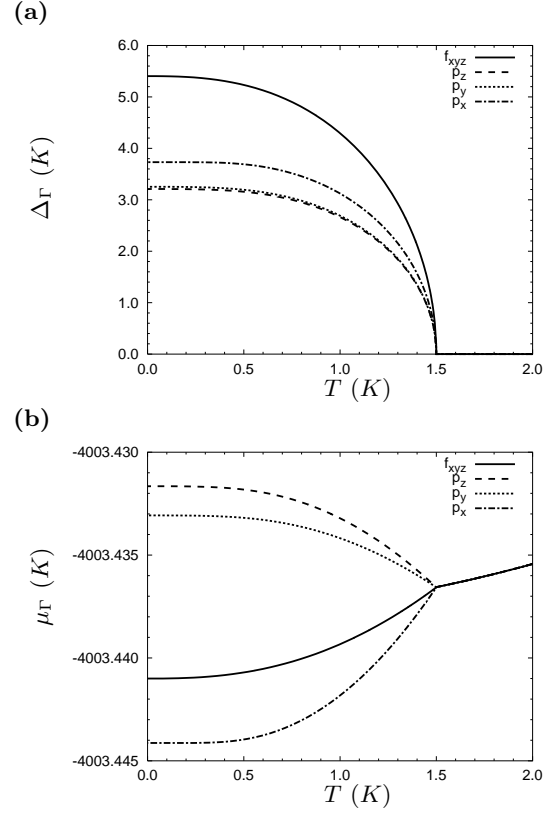 (a)
Δ_Γ (K)
6.0
5.0
4.0
3.0
2.0
1.0
0.0
f_xyz
p_z
p_y
p_x
0.0 0.5 1.0 1.5 2.0
T (K)
(b)
μ_Γ (K)
-4003.430
-4003.435
-4003.440
-4003.445
f_xyz
p_z
p_y
p_x
0.0 0.5 1.0 1.5 2.0
T (K)